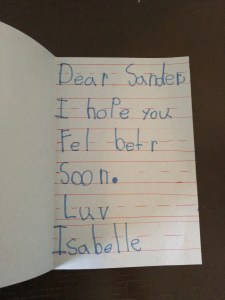 Dear Sanders
I hope you
Fel betr
Soon.
Luv
Isabelle